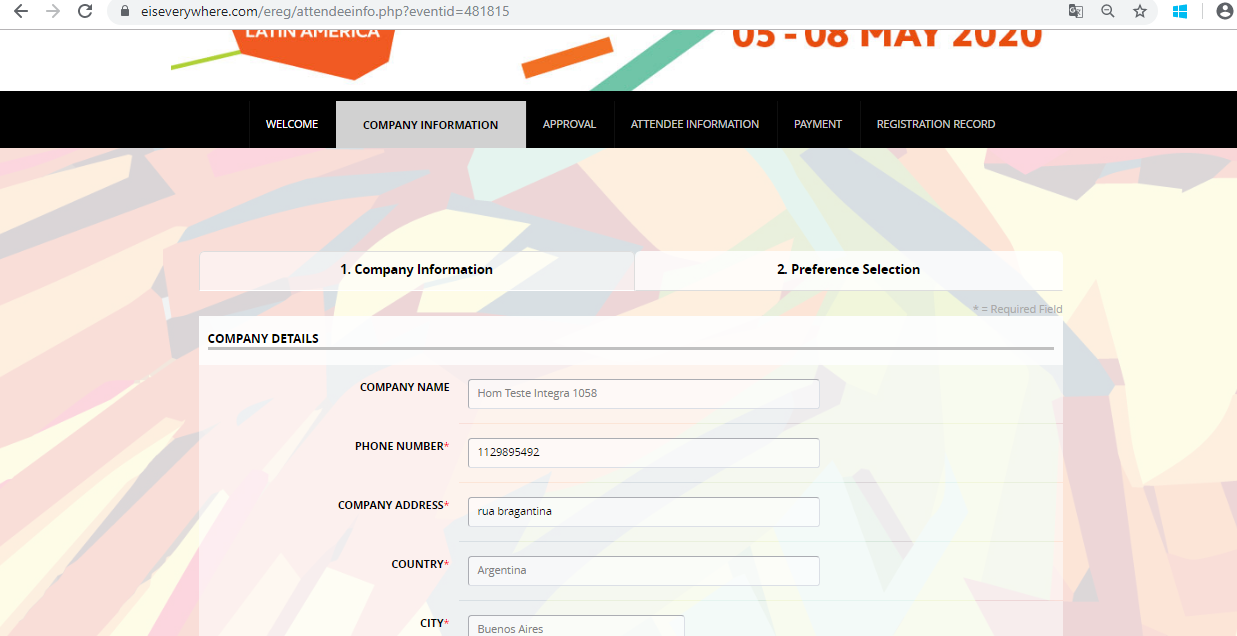 eiseverywhere.com/ereg/attendeeinfo.php?eventid=481815
LATIN AMERICA
05 - 08 MAY 2020
WELCOME
COMPANY INFORMATION
APPROVAL
ATTENDEE INFORMATION
PAYMENT
REGISTRATION RECORD
1. Company Information
2. Preference Selection
* = Required Field
COMPANY DETAILS
COMPANY NAME
Hom Teste Integra 1058
PHONE NUMBER*
1129895492
COMPANY ADDRESS*
rua bragantina
COUNTRY*
Argentina
CITY*
Buenos Aires